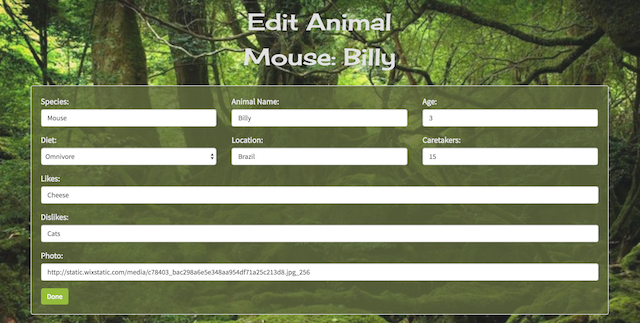 Edit Animal
Mouse: Billy
Species: Animal Name: Age:
Mouse Billy 3
Diet: Location: Caretakers:
Omnivore Brazil 15
Likes:
Cheese
Dislikes:
Cats
Photo:
http://static.wixstatic.com/media/c78403_bac298a6e5e348aa954df71a25c213d8.jpg_256
Done